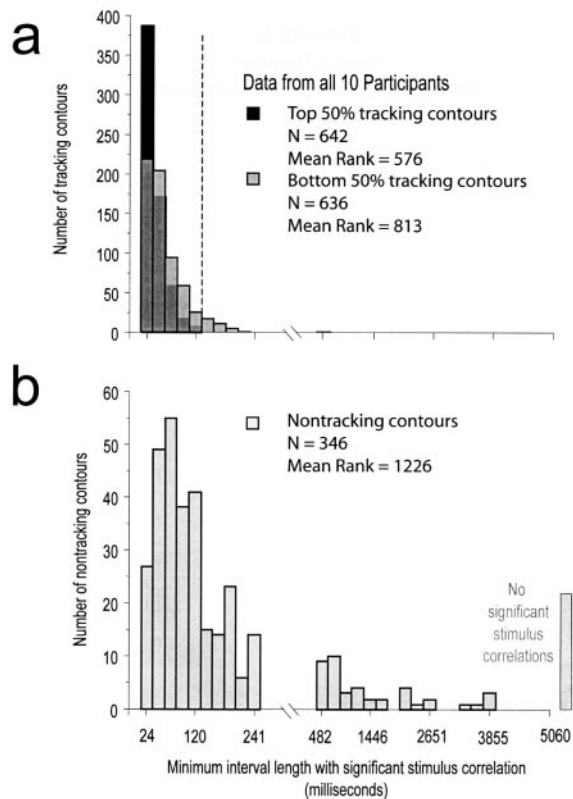 a
400
350
300
250
200
150
100
50
0
Number of tracking contours
Data from all 10 Participants
Top 50% tracking contours
N = 642
Mean Rank = 576
Bottom 50% tracking contours
N = 636
Mean Rank = 813
b
60
50
40
30
20
10
0
Number of nontracking contours
Nontracking contours
N = 346
Mean Rank = 1226
No
significant
stimulus
correlations
24 120 241 482 1446 2651 3855 5060
Minimum interval length with significant stimulus correlation
(milliseconds)